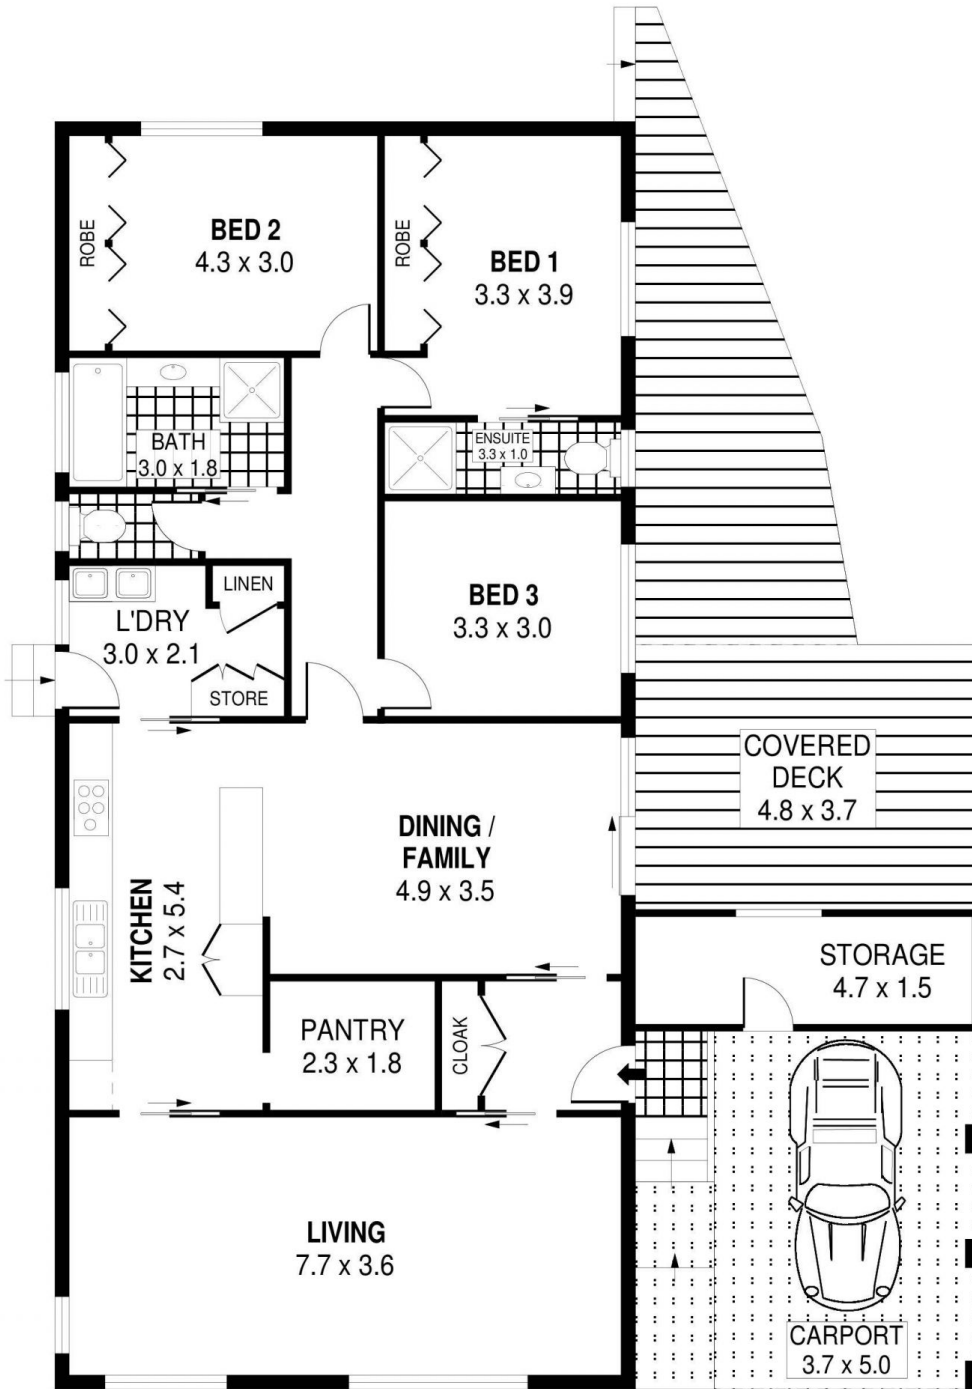 ROBE
BED 2
4.3 x 3.0
ROBE
BED 1
3.3 x 3.9
BATH
3.0 x 1.8
ENSUITE
3.3 x 1.0
LINEN
L'DRY
3.0 x 2.1
STORE
BED 3
3.3 x 3.0
COVERED
DECK
4.8 x 3.7
DINING /
FAMILY
4.9 x 3.5
KITCHEN
2.7 x 5.4
STORAGE
4.7 x 1.5
PANTRY
2.3 x 1.8
CLOAK
LIVING
7.7 x 3.6
CARPORT
3.7 x 5.0